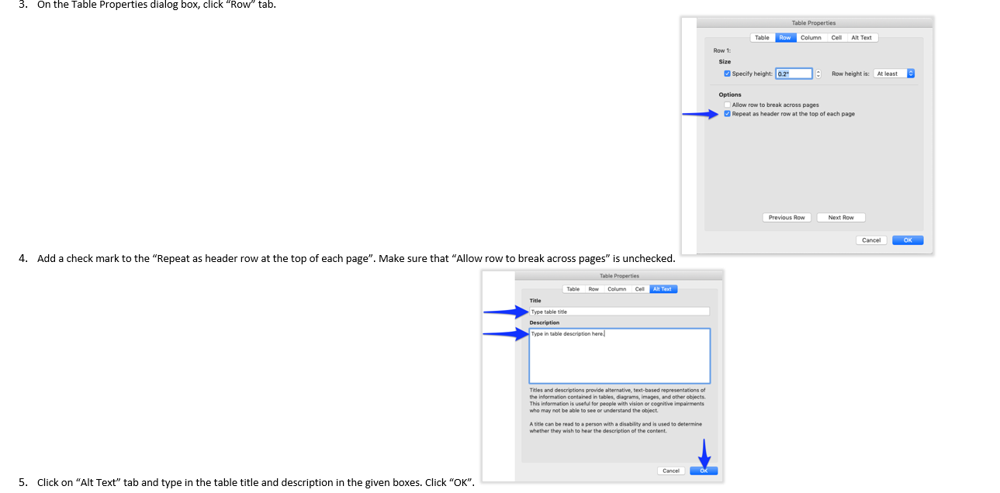 3. On the Table Properties dialog box, click “Row” tab.
Table Properties
Table Row Column Cell Alt Text
Row 1:
Size
Specify height: 0.2" Row height is: At least
Options
Allow row to break across pages
Repeat as header row at the top of each page
Previous Row Next Row
Cancel OK
4. Add a check mark to the “Repeat as header row at the top of each page”. Make sure that “Allow row to break across pages” is unchecked.
Table Properties
Table Row Column Cell Alt Text
Title
Type table title
Description
Type in table description here.
Titles and descriptions provide alternative, text-based representations of
the information contained in tables, diagrams, images, and other objects.
This information is useful for people with vision or cognitive impairments
who may not be able to see or understand the object.
A title can be read to a person with a disability and is used to determine
whether they wish to hear the description of the content.
Cancel OK
5. Click on “Alt Text” tab and type in the table title and description in the given boxes. Click “OK”.